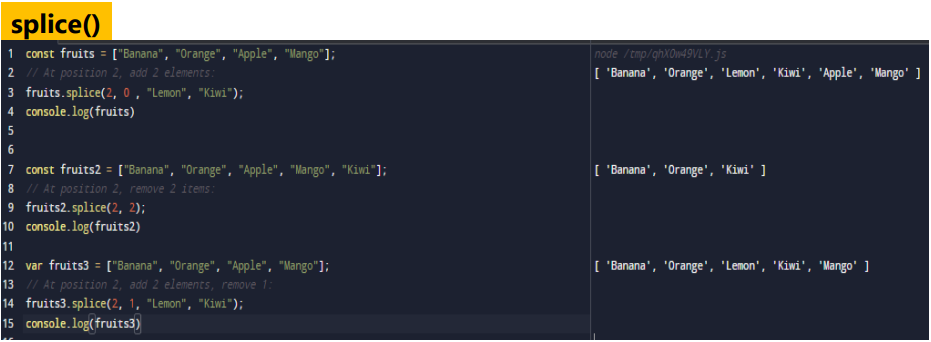 splice()
1 const fruits = ["Banana", "Orange", "Apple", "Mango"];
2 // At position 2, add 2 elements:
3 fruits.splice(2, 0 , "Lemon", "Kiwi");
4 console.log(fruits)
5
6
7 const fruits2 = ["Banana", "Orange", "Apple", "Mango", "Kiwi"];
8 // At position 2, remove 2 items:
9 fruits2.splice(2, 2);
10 console.log(fruits2)
11
12 var fruits3 = ["Banana", "Orange", "Apple", "Mango"];
13 // At position 2, add 2 elements, remove 1:
14 fruits3.splice(2, 1, "Lemon", "Kiwi");
15 console.log(fruits3)
node /tmp/qhXOw49VLY.js
[ 'Banana', 'Orange', 'Lemon', 'Kiwi', 'Apple', 'Mango' ]
[ 'Banana', 'Orange', 'Kiwi' ]
[ 'Banana', 'Orange', 'Lemon', 'Kiwi', 'Mango' ]